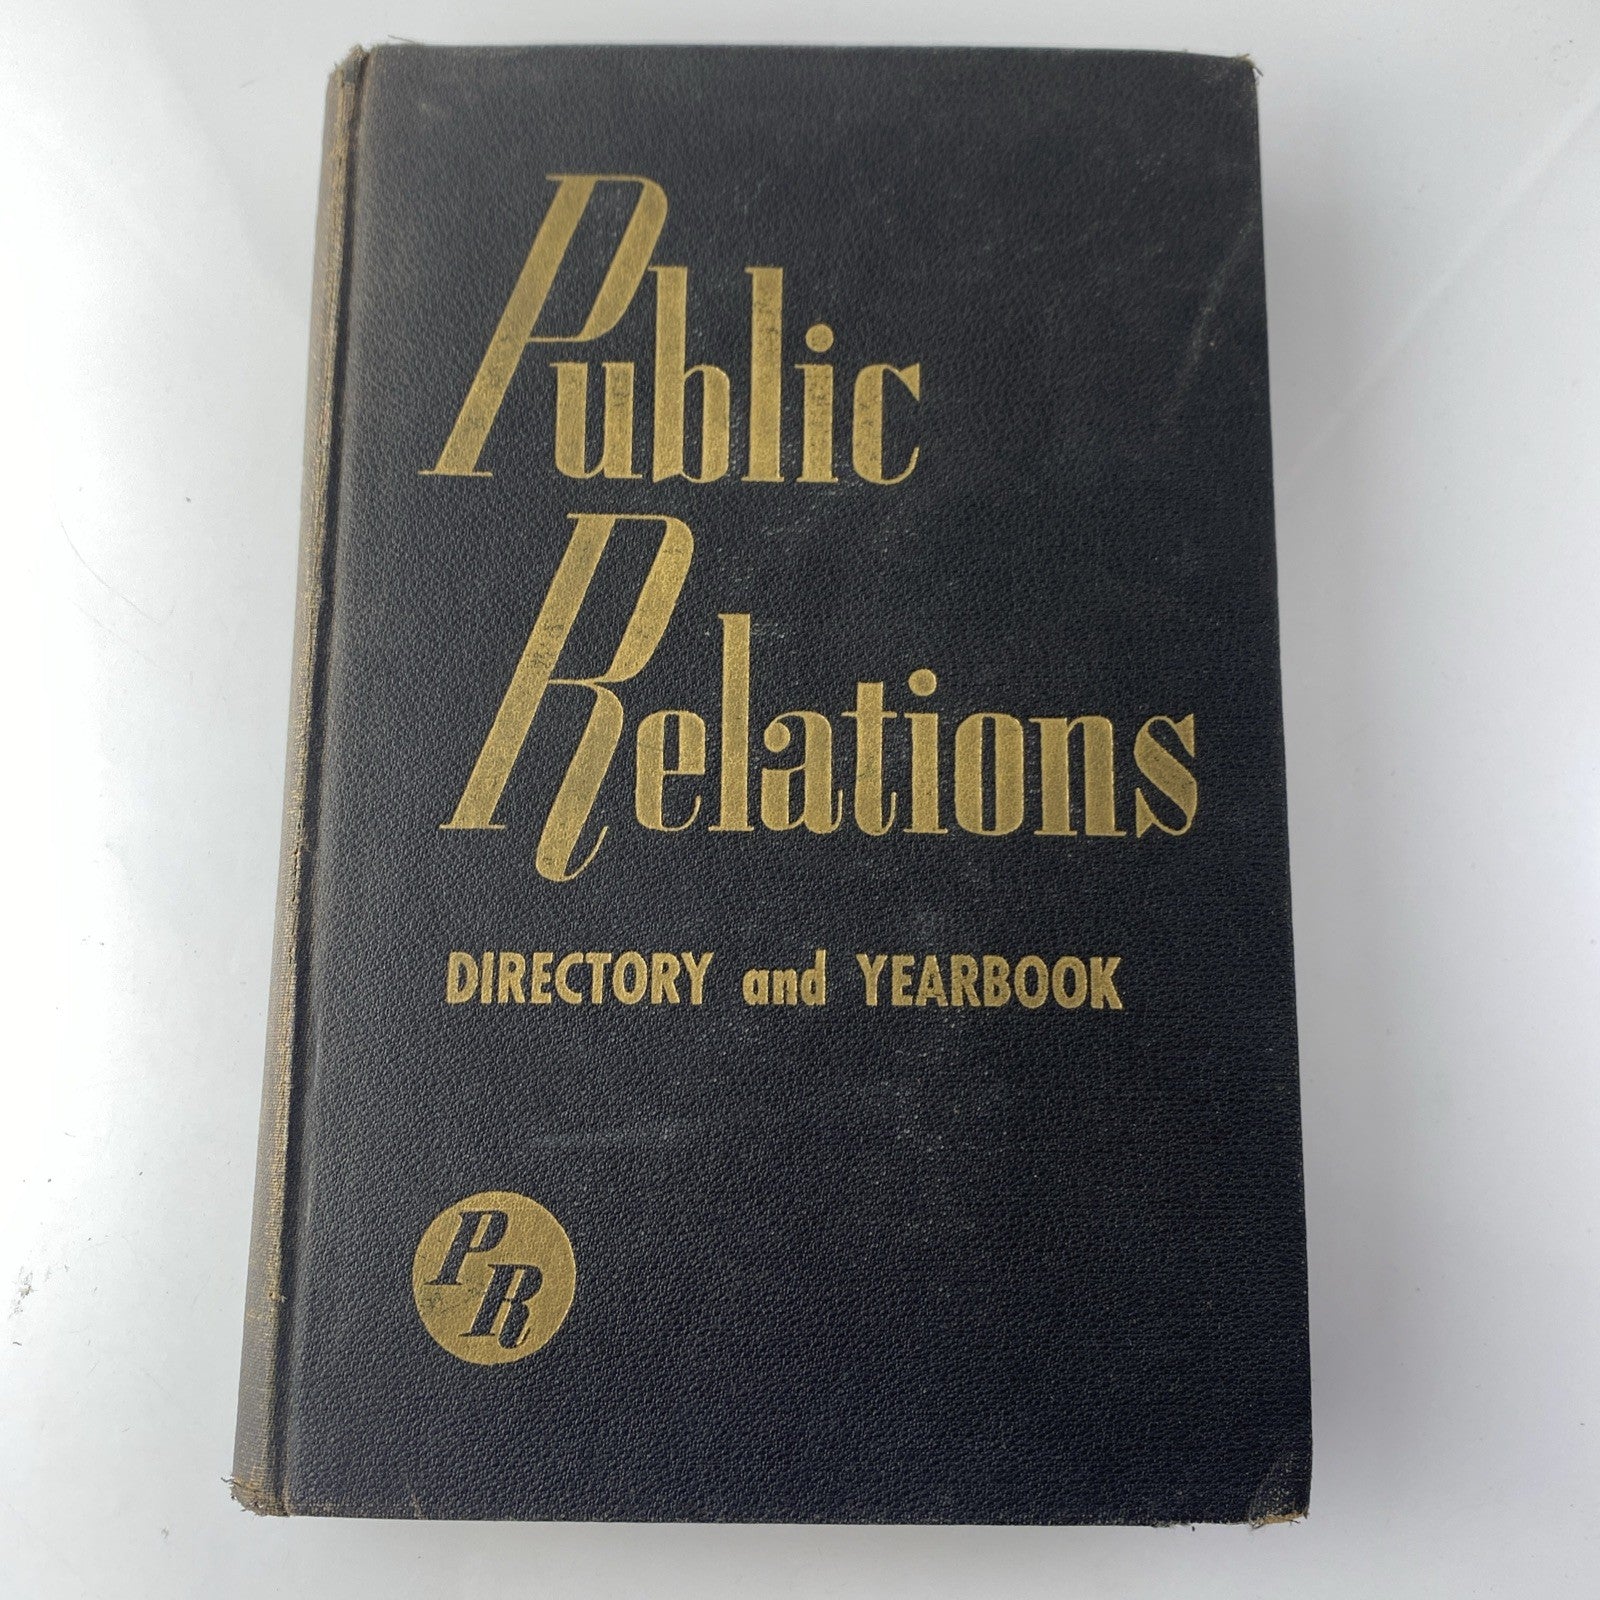 Public
Relations
DIRECTORY and YEARBOOK
PR